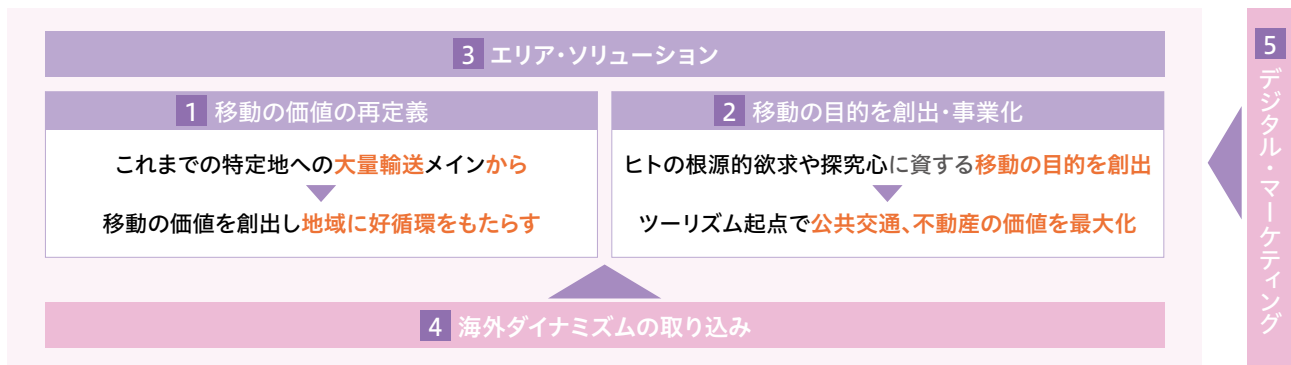 3 エリア・ソリューション
1 移動の価値の再定義
これまでの特定地への大量輸送メインから
移動の価値を創出し地域に好循環をもたらす
2 移動の目的を創出・事業化
ヒトの根源的欲求や探究心に資する移動の目的を創出
ツーリズム起点で公共交通、不動産の価値を最大化
4 海外ダイナミズムの取り込み
5 デジタル・マーケティング